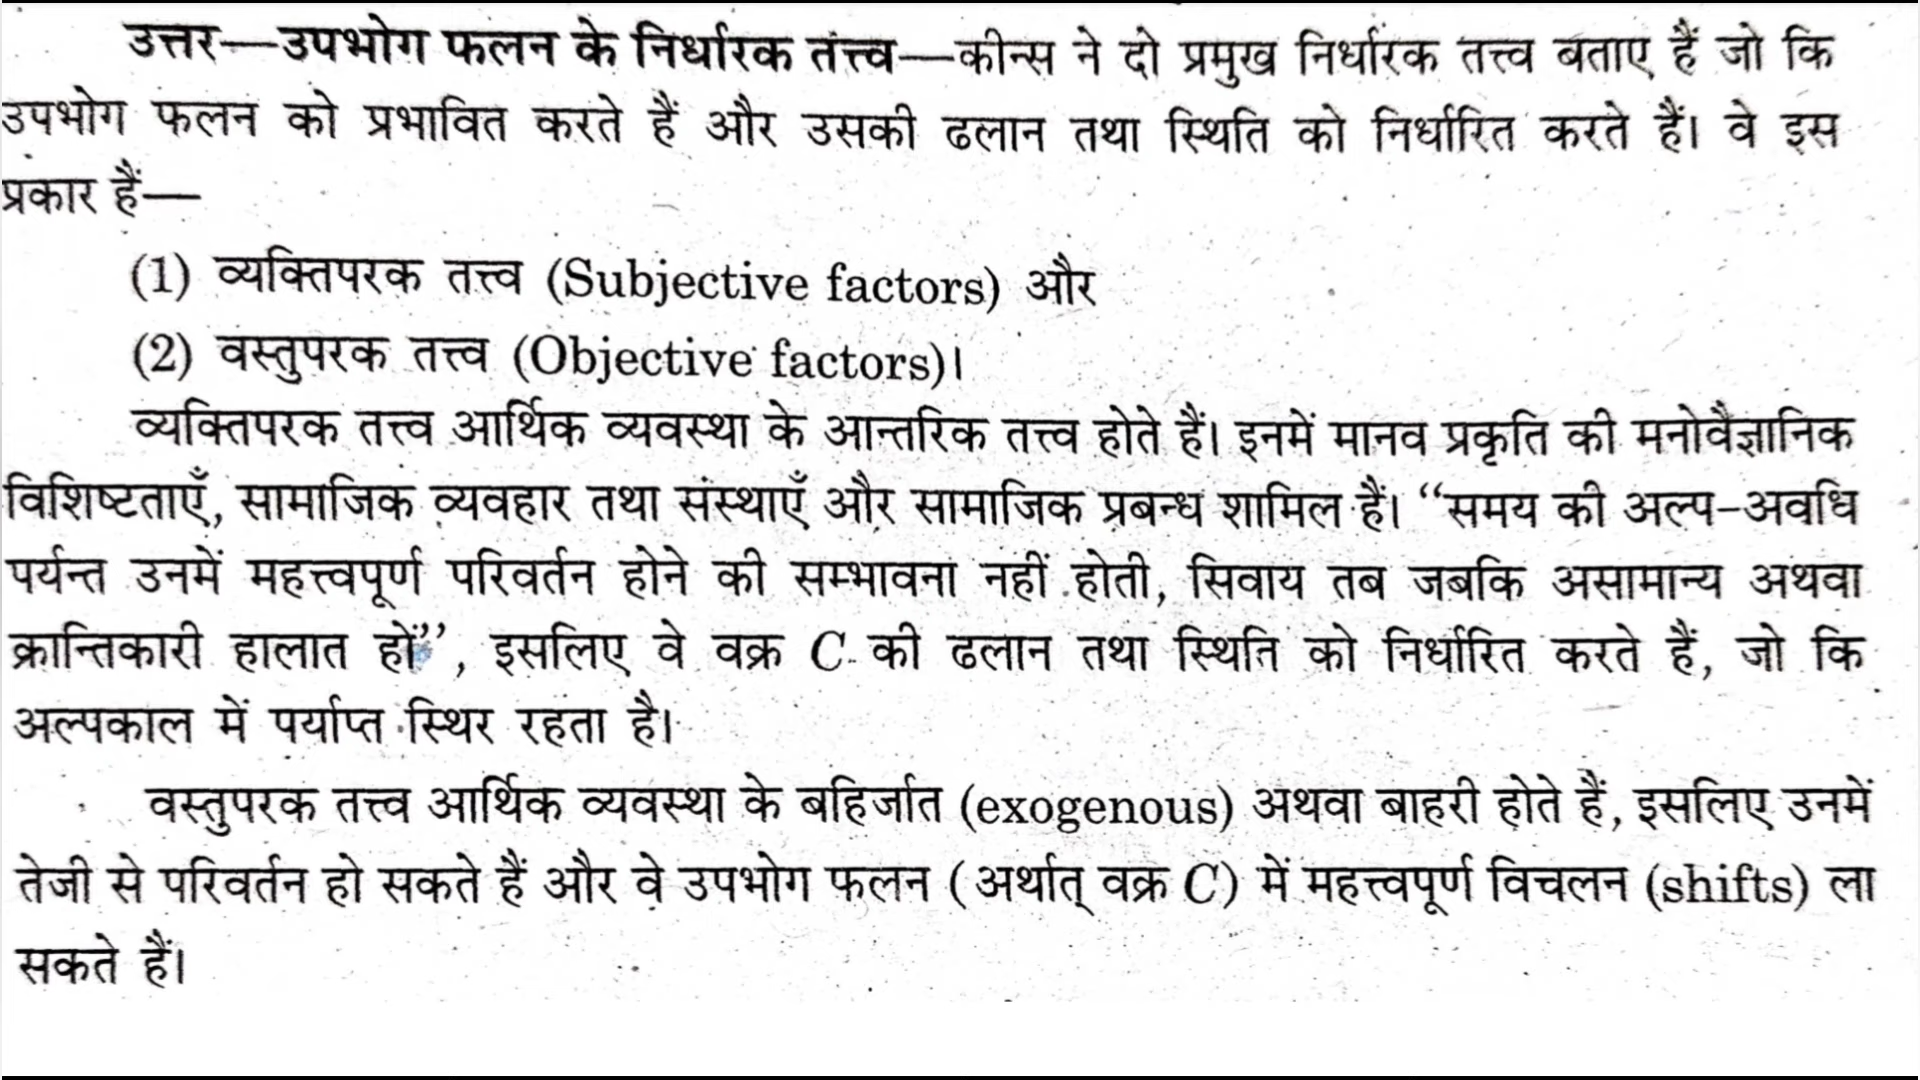 उत्तर—उपभोग फलन के निर्धारक तत्त्व—कीन्स ने दो प्रमुख निर्धारक तत्त्व बताए हैं जो कि
उपभोग फलन को प्रभावित करते हैं और उसकी ढलान तथा स्थिति को निर्धारित करते हैं। वे इस
प्रकार हैं—
(1) व्यक्तिपरक तत्त्व (Subjective factors) और
(2) वस्तुपरक तत्त्व (Objective factors)।
व्यक्तिपरक तत्त्व आर्थिक व्यवस्था के आन्तरिक तत्त्व होते हैं। इनमें मानव प्रकृति की मनोवैज्ञानिक
विशिष्टताएँ, सामाजिक व्यवहार तथा संस्थाएँ और सामाजिक प्रबन्ध शामिल हैं। “समय की अल्प-अवधि
पर्यन्त उनमें महत्त्वपूर्ण परिवर्तन होने की सम्भावना नहीं होती, सिवाय तब जबकि असामान्य अथवा
क्रान्तिकारी हालात हों”, इसलिए वे वक्र C की ढलान तथा स्थिति को निर्धारित करते हैं, जो कि
अल्पकाल में पर्याप्त स्थिर रहता है।
वस्तुपरक तत्त्व आर्थिक व्यवस्था के बहिर्जात (exogenous) अथवा बाहरी होते हैं, इसलिए उनमें
तेजी से परिवर्तन हो सकते हैं और वे उपभोग फलन (अर्थात् वक्र C) में महत्त्वपूर्ण विचलन (shifts) ला
सकते हैं।